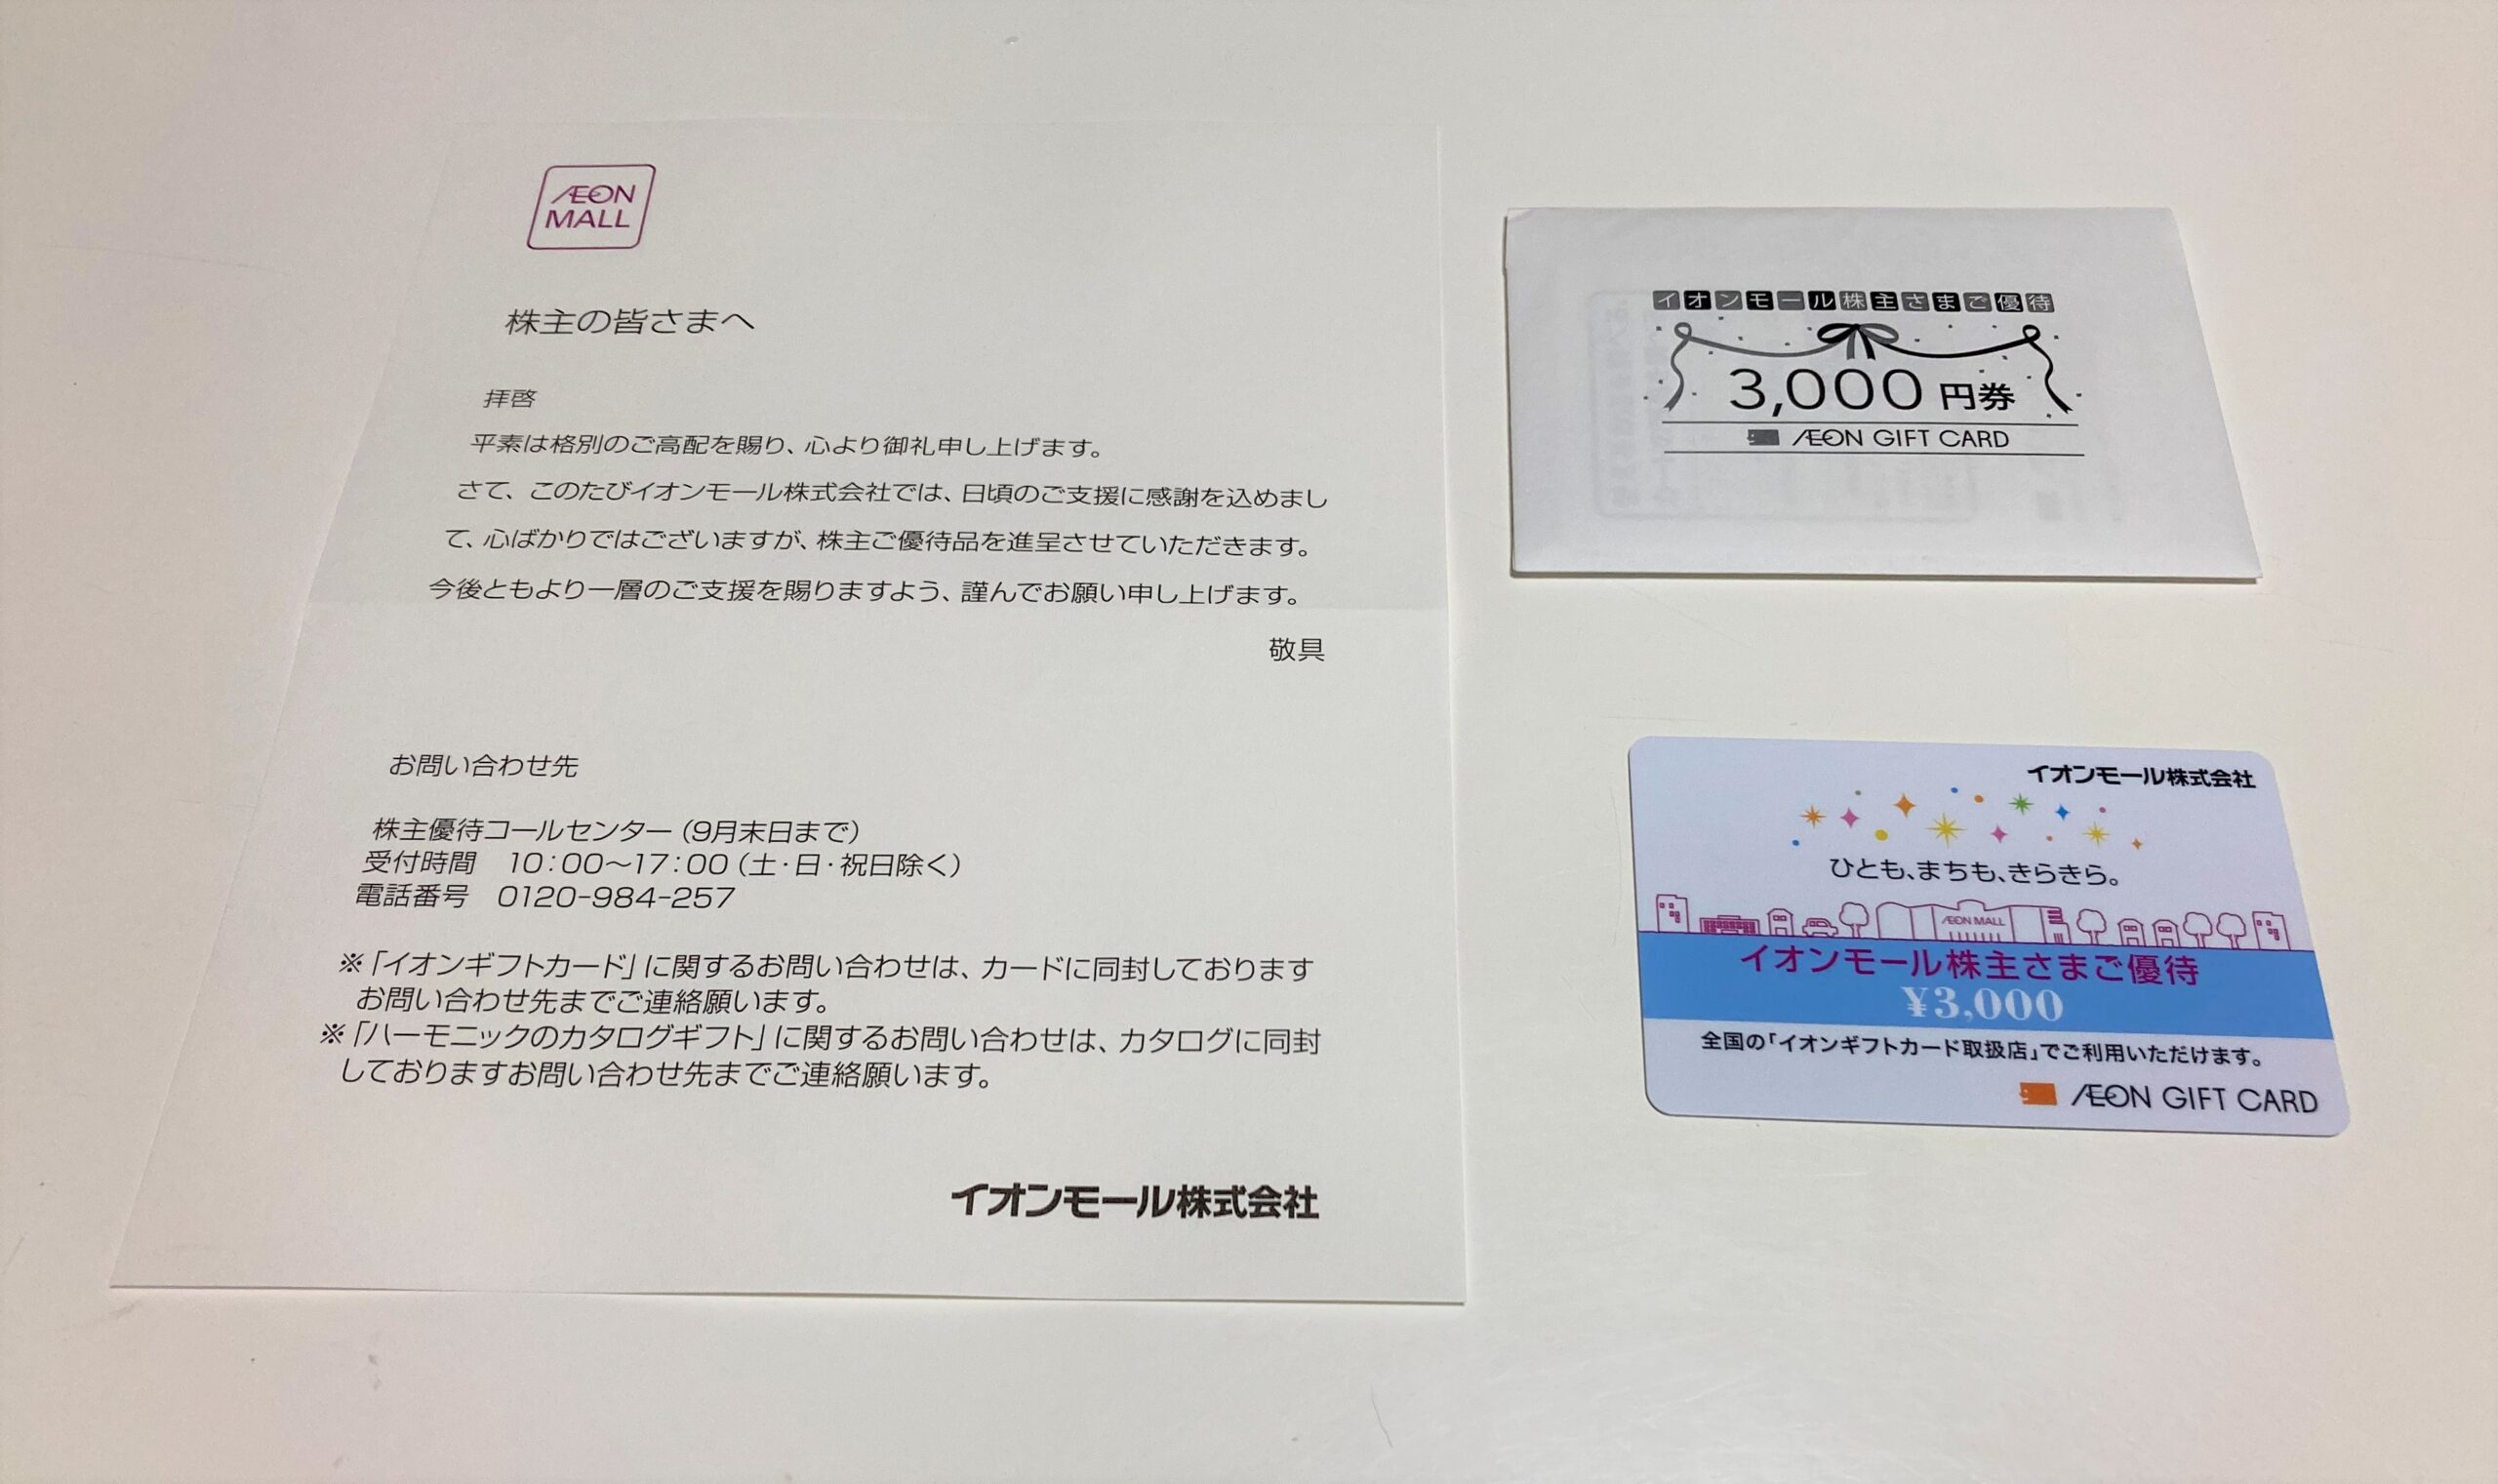 ÆON
MALL
株主の皆さまへ
拝啓
平素は格別のご高配を賜り、心より御礼申し上げます。
さて、このたびイオンモール株式会社では、日頃のご支援に感謝を込めまし
て、心ばかりではございますが、株主ご優待品を進呈させていただきます。
今後ともより一層のご支援を賜りますよう、謹んでお願い申し上げます。
敬具
お問い合わせ先
株主優待コールセンター（9月末日まで）
受付時間　10：00～17：00（土・日・祝日除く）
電話番号　0120-984-257
※「イオンギフトカード」に関するお問い合わせは、カードに同封しております
お問い合わせ先までご連絡願います。
※「ハーモニックのカタログギフト」に関するお問い合わせは、カタログに同封
しておりますお問い合わせ先までご連絡願います。
イオンモール株式会社
イオンモール株主さまご優待
3,000円券
ÆON GIFT CARD
イオンモール株式会社
ひとも、まちも、きらきら。
ÆON MALL
イオンモール株主さまご優待
¥3,000
全国の「イオンギフトカード取扱店」でご利用いただけます。
ÆON GIFT CARD